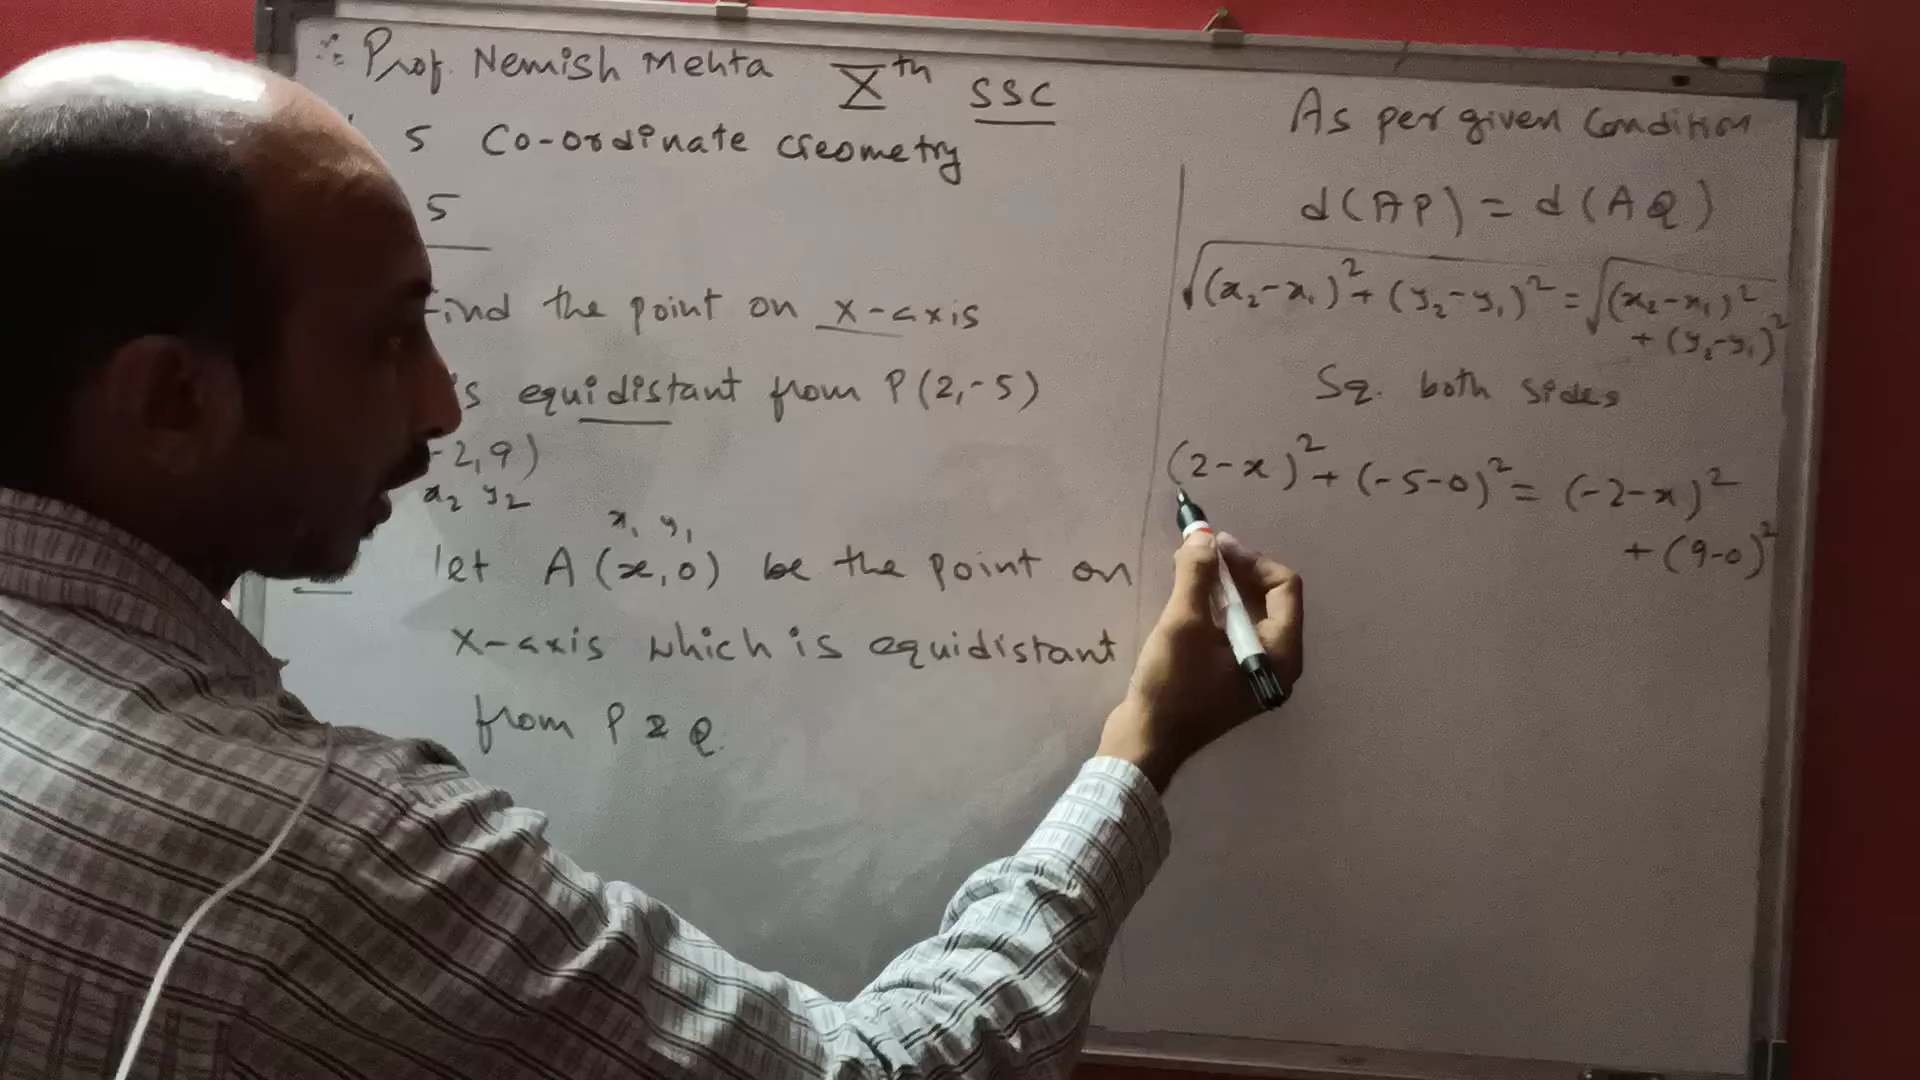 ∴ Prof. Nemish Mehta Xth SSC
5 Co-ordinate Geometry
5
find the point on x-axis
is equidistant from P(2,-5)
-2, 9)
x₂ y₂
x₁ y₁
let A (x, 0) be the point on
X-axis which is equidistant
from P & Q.
As per given Condition
d(AP) = d(AQ)
√(x₂-x₁)² + (y₂-y₁)² = √(x₂-x₁)²
+ (y₂-y₁)²
Sq. both sides
(2-x)² + (-5-0)² = (-2-x)²
+ (9-0)²